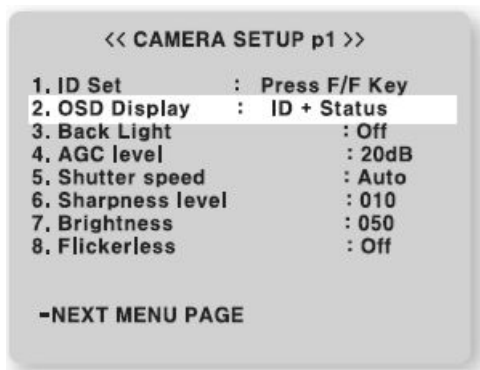 << CAMERA SETUP p1 >>
1. ID Set : Press F/F Key
2. OSD Display : ID + Status
3. Back Light : Off
4. AGC level : 20dB
5. Shutter speed : Auto
6. Sharpness level : 010
7. Brightness : 050
8. Flickerless : Off
-NEXT MENU PAGE